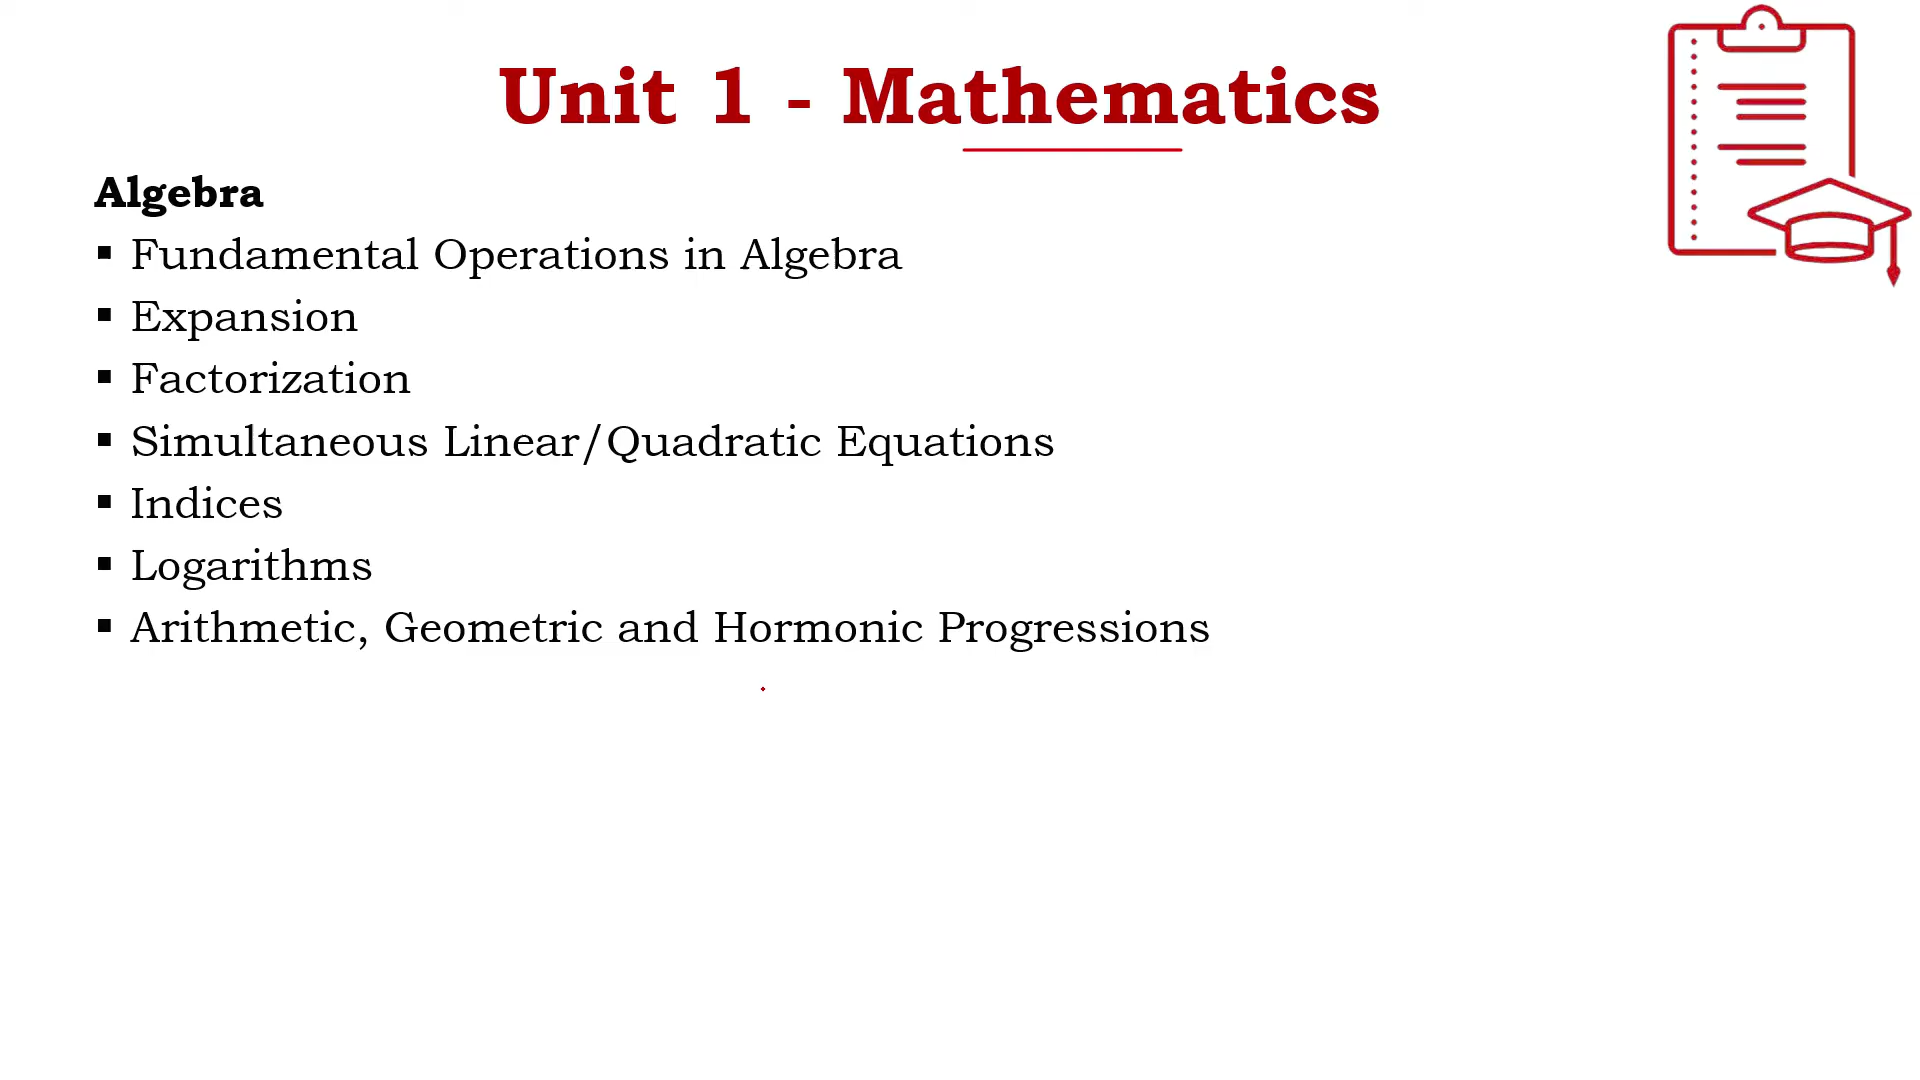 Unit 1 - Mathematics
Algebra
▪ Fundamental Operations in Algebra
▪ Expansion
▪ Factorization
▪ Simultaneous Linear/Quadratic Equations
▪ Indices
▪ Logarithms
▪ Arithmetic, Geometric and Hormonic Progressions